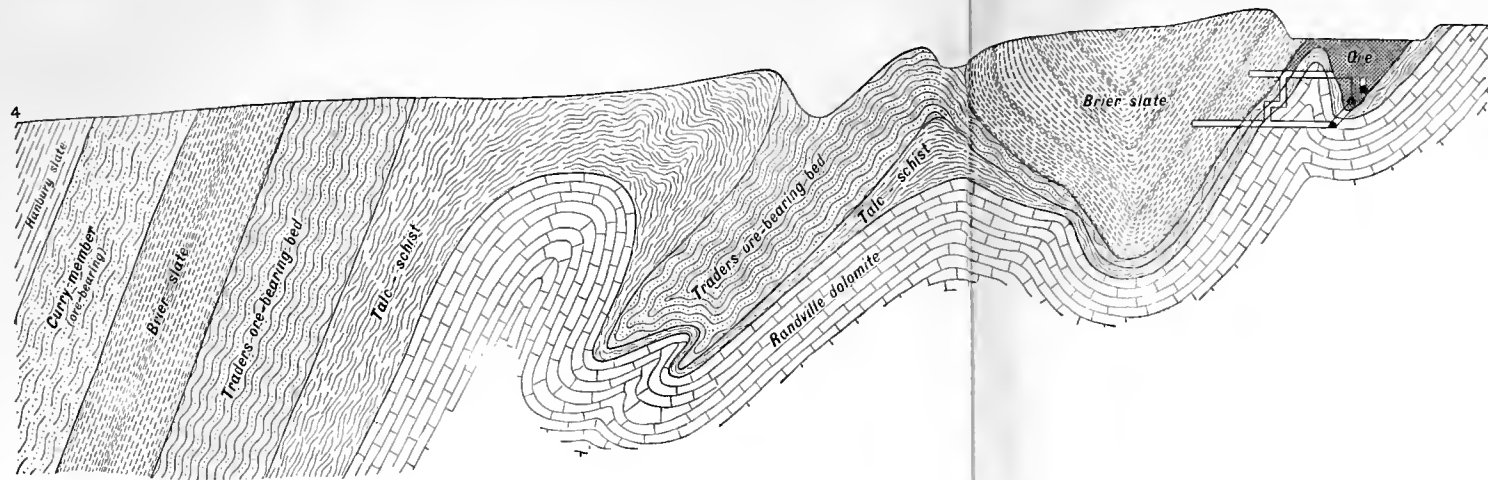 4
Hanbury slate
Curry member
(ore-bearing)
Brier slate
Traders ore-bearing bed
Talc - schist
Traders ore-bearing bed
Talc - schist
Randville dolomite
Brier slate
Ore